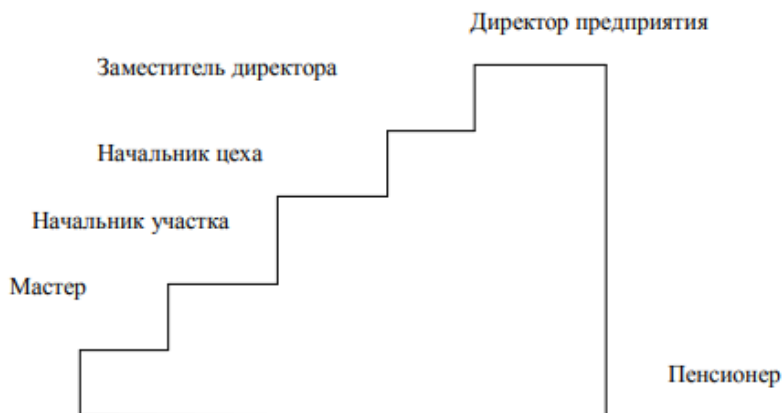 Директор предприятия
Заместитель директора
Начальник цеха
Начальник участка
Мастер
Пенсионер